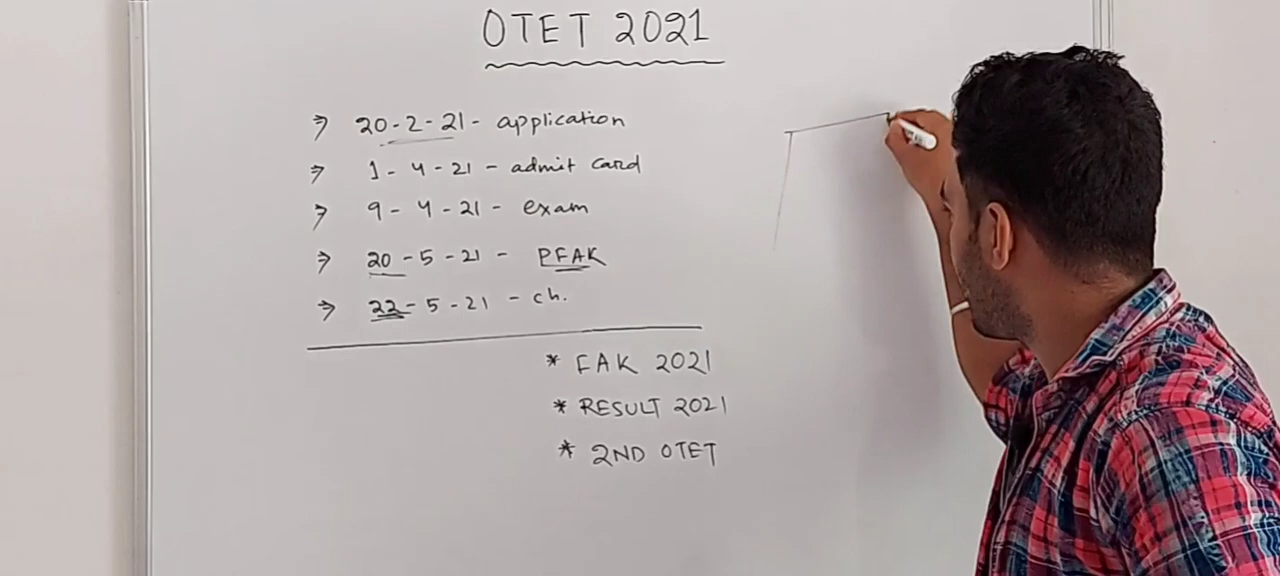 OTET 2021
⇒ 20-2-21- application
⇒ 1-4-21 - admit card
⇒ 9-4-21 - exam
⇒ 20-5-21 - PFAK
⇒ 22-5-21 - ch.
* FAK 2021
* RESULT 2021
* 2ND OTET